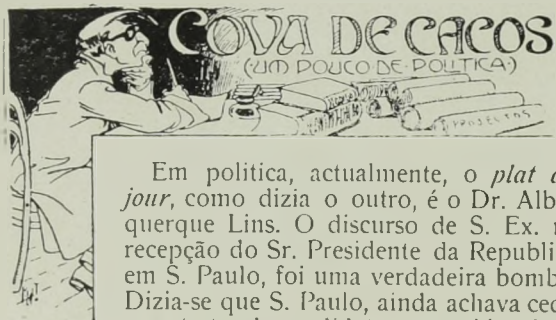 COVA DE CACOS
(UM POUCO DE POLITICA)
PROJECTOS
Em politica, actualmente, o plat d
jour, como dizia o outro, é o Dr. Alb
querque Lins. O discurso de S. Ex. n
recepção do Sr. Presidente da Republi
em S. Paulo, foi uma verdadeira bomb
Dizia-se que S. Paulo, ainda achava ced